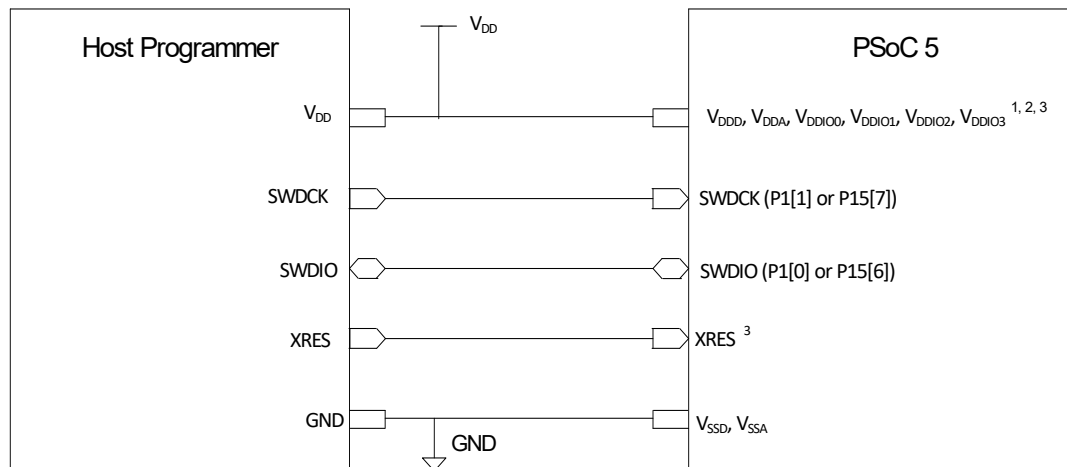 Host Programmer
PSoC 5
VDD
VDD
VDDD, VDDA, VDDIO0, VDDIO1, VDDIO2, VDDIO3 1, 2, 3
SWDCK
SWDCK (P1[1] or P15[7])
SWDIO
SWDIO (P1[0] or P15[6])
XRES
XRES 3
GND
VSSD, VSSA
GND